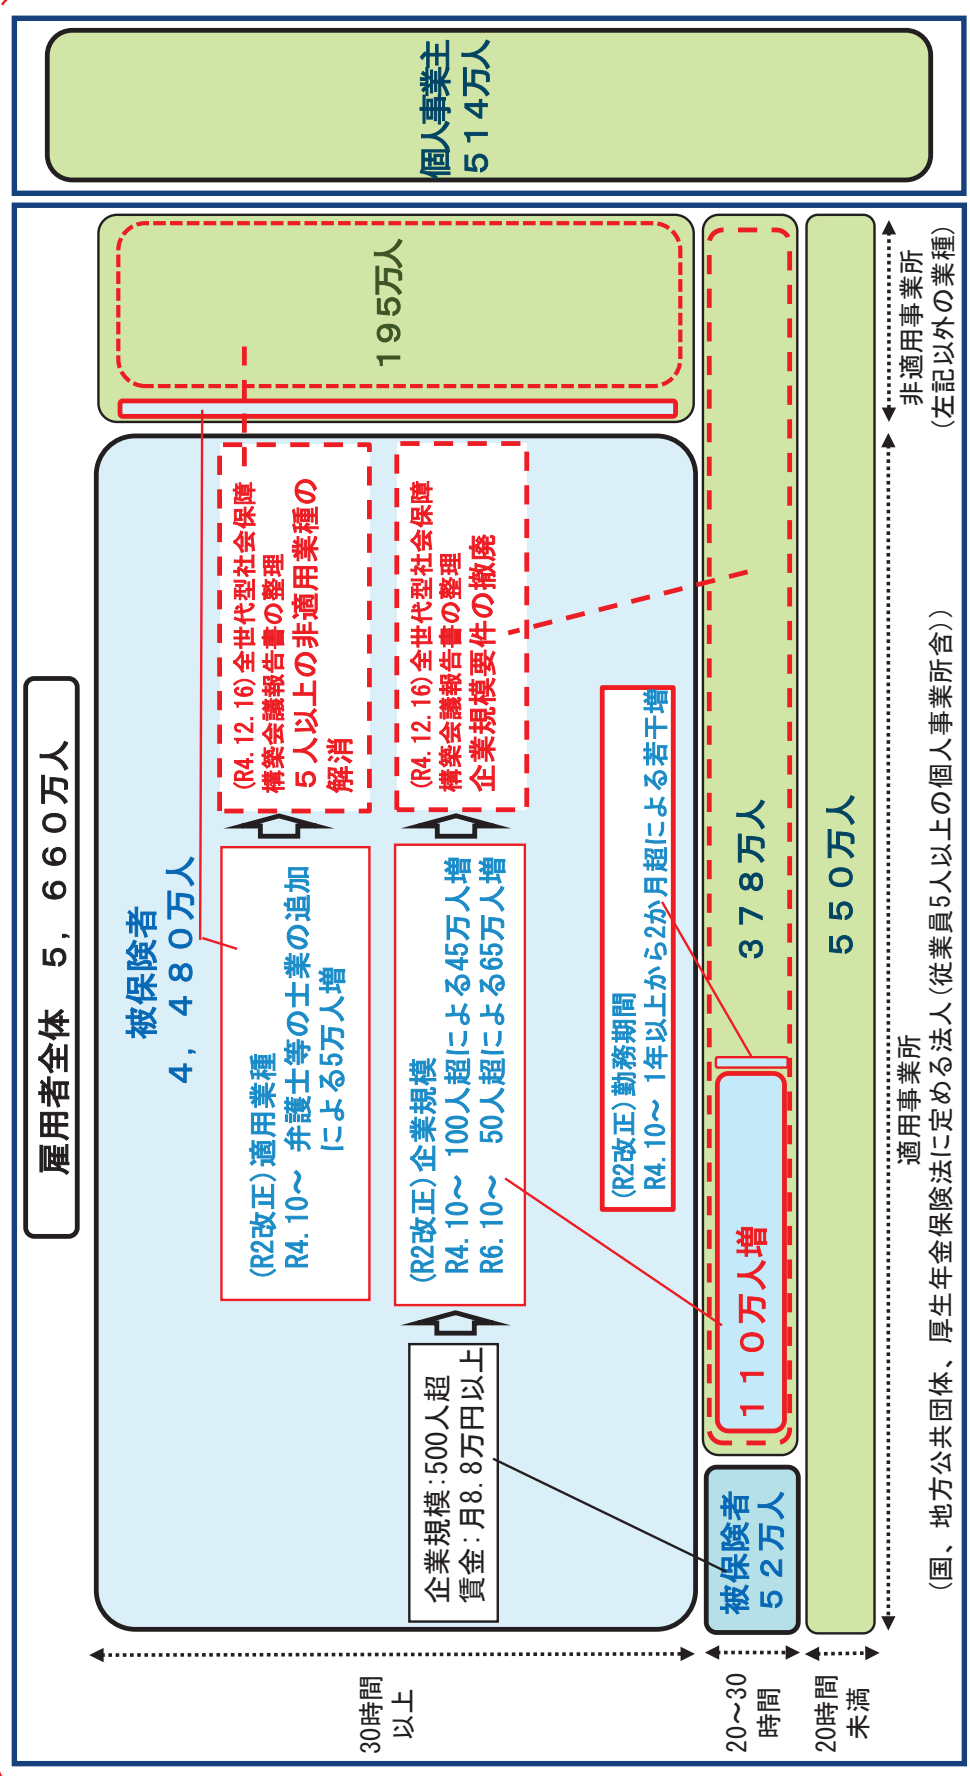 雇用者全体 ５，６６０万人
被保険者
４，４８０万人
(R2改正)適用業種
R4.10～ 弁護士等の士業の追加
による5万人増
(R4.12.16)全世代型社会保障
構築会議報告書の整理
５人以上の非適用業種の
解消
企業規模:500人超
賃金:月8.8万円以上
(R2改正)企業規模
R4.10～ 100人超による45万人増
R6.10～ 50人超による65万人増
(R4.12.16)全世代型社会保障
構築会議報告書の整理
企業規模要件の撤廃
(R2改正)勤務期間
R4.10～ 1年以上から2か月超による若干増
１９５万人
被保険者
５２万人
１１０万人増
３７８万人
５５０万人
30時間
以上
20～30
時間
20時間
未満
適用事業所
(国、地方公共団体、厚生年金保険法に定める法人(従業員5人以上の個人事業所含))
非適用事業所
(左記以外の業種)
個人事業主
５１４万人